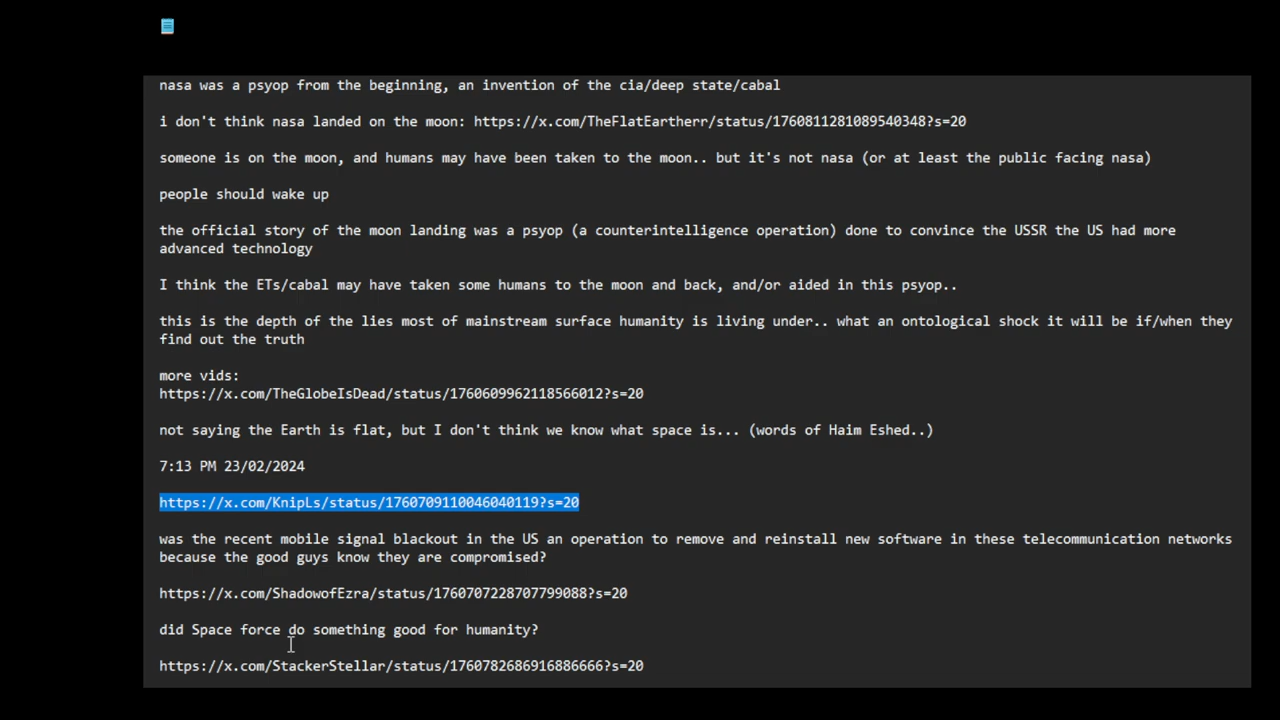 nasa was a psyop from the beginning, an invention of the cia/deep state/cabal
i don't think nasa landed on the moon: https://x.com/TheFlatEartherr/status/1760811281089540348?s=20
someone is on the moon, and humans may have been taken to the moon.. but it's not nasa (or at least the public facing nasa)
people should wake up
the official story of the moon landing was a psyop (a counterintelligence operation) done to convince the USSR the US had more
advanced technology
I think the ETs/cabal may have taken some humans to the moon and back, and/or aided in this psyop..
this is the depth of the lies most of mainstream surface humanity is living under.. what an ontological shock it will be if/when they
find out the truth
more vids:
https://x.com/TheGlobeIsDead/status/1760609962118566012?s=20
not saying the Earth is flat, but I don't think we know what space is... (words of Haim Eshed..)
7:13 PM 23/02/2024
https://x.com/KnipLs/status/1760709110046040119?s=20
was the recent mobile signal blackout in the US an operation to remove and reinstall new software in these telecommunication networks
because the good guys know they are compromised?
https://x.com/ShadowofEzra/status/1760707228707799088?s=20
did Space force do something good for humanity?
https://x.com/StackerStellar/status/1760782686916886666?s=20